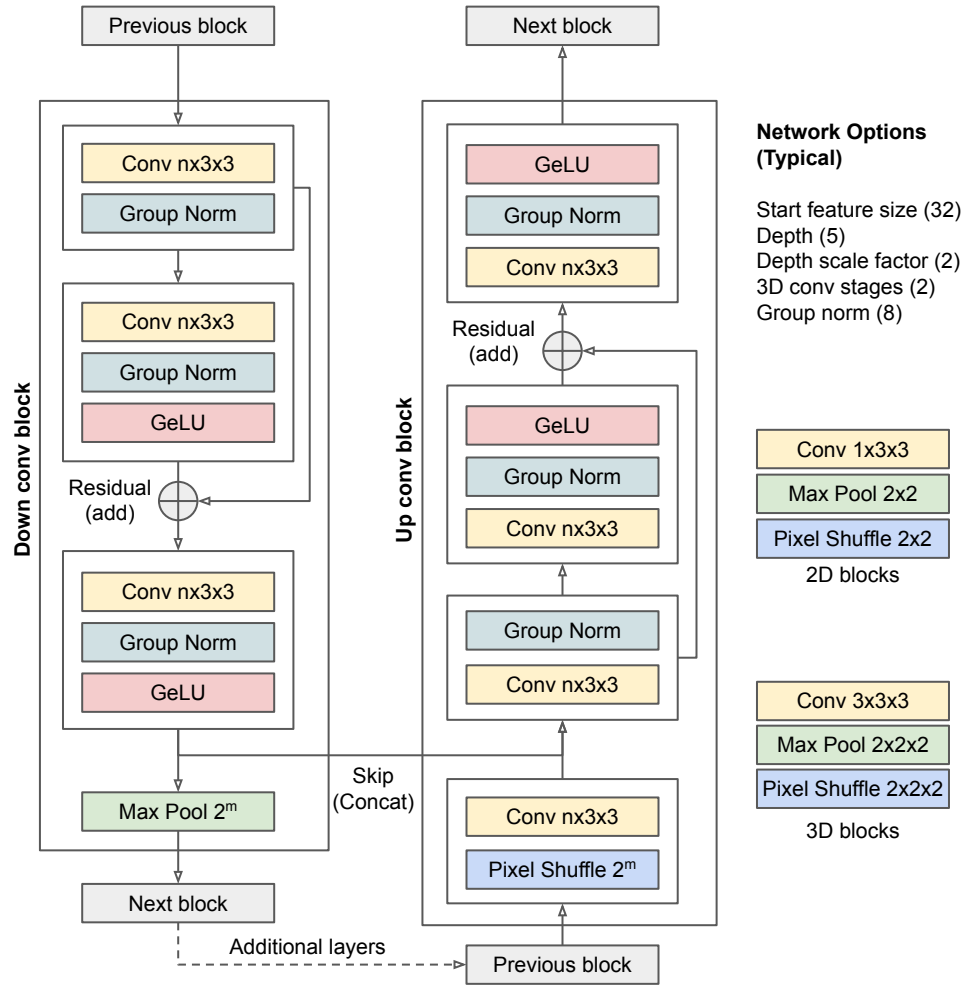 Previous block
Down conv block
Conv nx3x3
Group Norm
Conv nx3x3
Group Norm
GeLU
Residual
(add)
Conv nx3x3
Group Norm
GeLU
Max Pool 2ᵐ
Next block
Additional layers
Skip
(Concat)
Next block
Up conv block
GeLU
Group Norm
Conv nx3x3
Residual
(add)
GeLU
Group Norm
Conv nx3x3
Group Norm
Conv nx3x3
Conv nx3x3
Pixel Shuffle 2ᵐ
Previous block
Network Options
(Typical)
Start feature size (32)
Depth (5)
Depth scale factor (2)
3D conv stages (2)
Group norm (8)
Conv 1x3x3
Max Pool 2x2
Pixel Shuffle 2x2
2D blocks
Conv 3x3x3
Max Pool 2x2x2
Pixel Shuffle 2x2x2
3D blocks